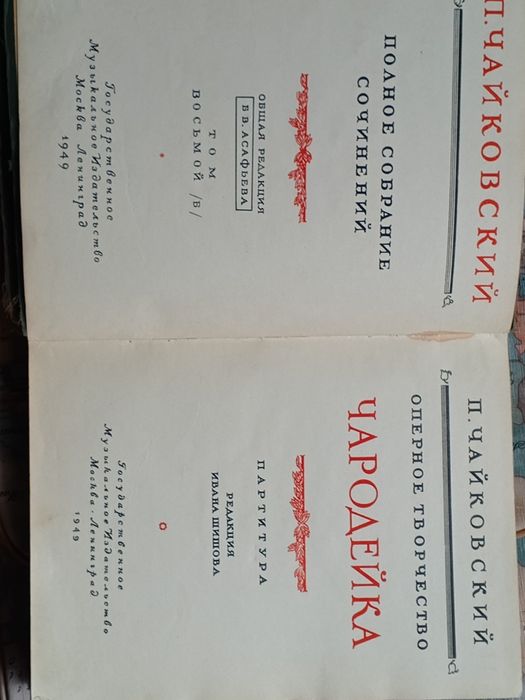 П. ЧАЙКОВСКИЙ
ПОЛНОЕ СОБРАНИЕ
СОЧИНЕНИЙ
ОБЩАЯ РЕДАКЦИЯ
Б. В. АСАФЬЕВА
ТОМ
ВОСЬМОЙ /В/
Государственное
Музыкальное Издательство
Москва Ленинград
1949
П. ЧАЙКОВСКИЙ
ОПЕРНОЕ ТВОРЧЕСТВО
ЧАРОДЕЙКА
ПАРТИТУРА
РЕДАКЦИЯ
ИВАНА ШИШОВА
Государственное
Музыкальное Издательство
Москва · Ленинград
1949